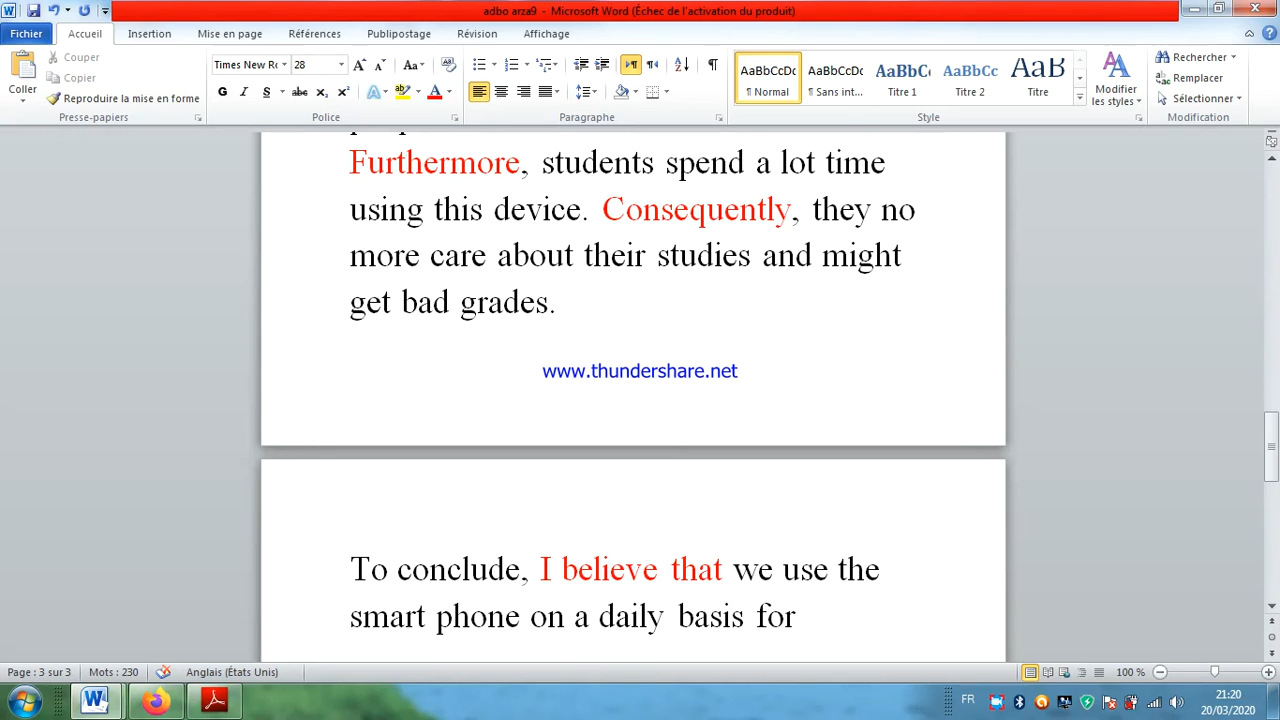 adbo arza9 - Microsoft Word (Échec de l'activation du produit)
Fichier Accueil Insertion Mise en page Références Publipostage Révision Affichage
Coller
Couper
Copier
Reproduire la mise en forme
Presse-papiers
Times New Ro 28
Police
Paragraphe
AaBbCcDc AaBbCcDc AaBbCc AaBbCc AaB
¶ Normal ¶ Sans int... Titre 1 Titre 2 Titre
Style
Modifier les styles
Rechercher
Remplacer
Sélectionner
Modification
Furthermore, students spend a lot time
using this device. Consequently, they no
more care about their studies and might
get bad grades.
www.thundershare.net
To conclude, I believe that we use the
smart phone on a daily basis for
Page : 3 sur 3 Mots : 230 Anglais (États Unis) 100 %
FR 21:20
20/03/2020